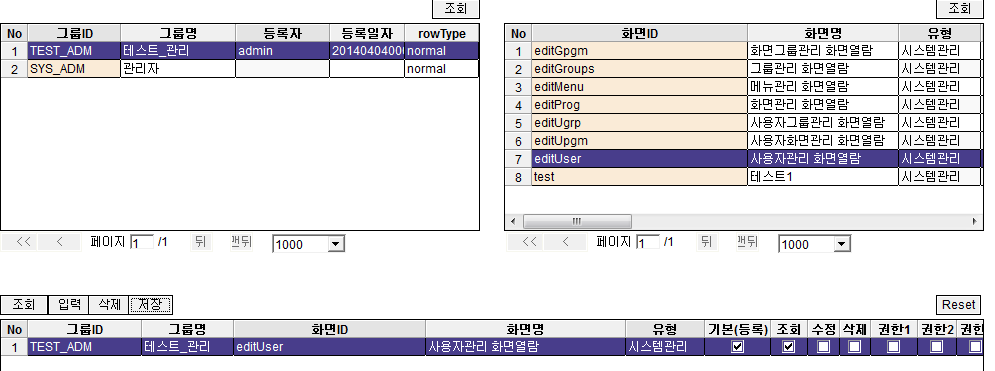 조회
No 그룹ID 그룹명 등록자 등록일자 rowType
1 TEST_ADM 테스트_관리 admin 2014040400 normal
2 SYS_ADM 관리자 normal
<< < 페이지 1 /1 뒤 맨뒤 1000
조회
No 화면ID 화면명 유형
1 editGpgm 화면그룹관리 화면열람 시스템관리
2 editGroups 그룹관리 화면열람 시스템관리
3 editMenu 메뉴관리 화면열람 시스템관리
4 editProg 화면관리 화면열람 시스템관리
5 editUgrp 사용자그룹관리 화면열람 시스템관리
6 editUpgm 사용자화면관리 화면열람 시스템관리
7 editUser 사용자관리 화면열람 시스템관리
8 test 테스트1 시스템관리
<< < 페이지 1 /1 뒤 맨뒤 1000
조회 입력 삭제 저장 Reset
No 그룹ID 그룹명 화면ID 화면명 유형 기본(등록) 조회 수정 삭제 권한1 권한2 권한
1 TEST_ADM 테스트_관리 editUser 사용자관리 화면열람 시스템관리